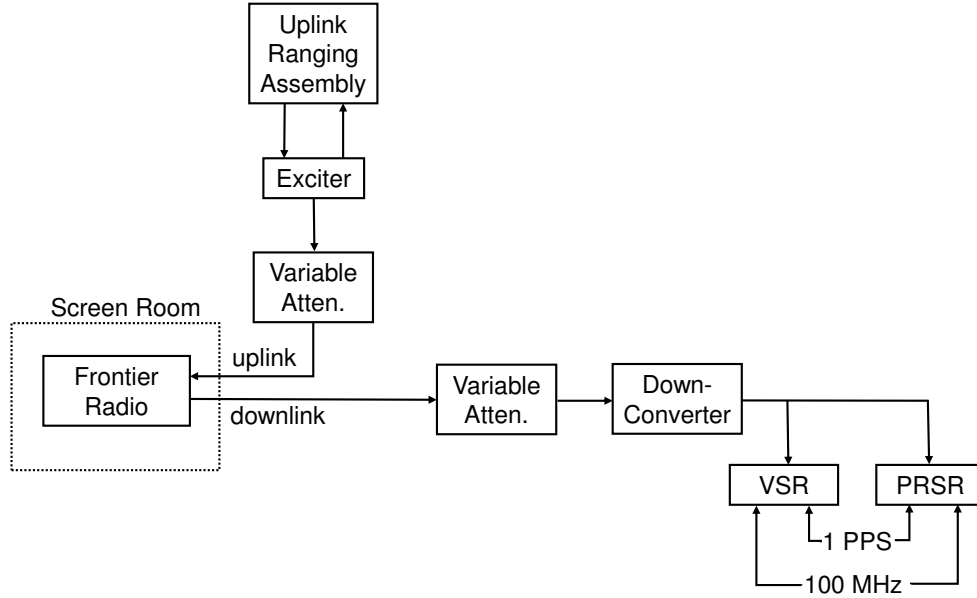 Uplink
Ranging
Assembly
Exciter
Variable
Atten.
Screen Room
uplink
Frontier
Radio
downlink
Variable
Atten.
Down-
Converter
VSR
PRSR
1 PPS
100 MHz